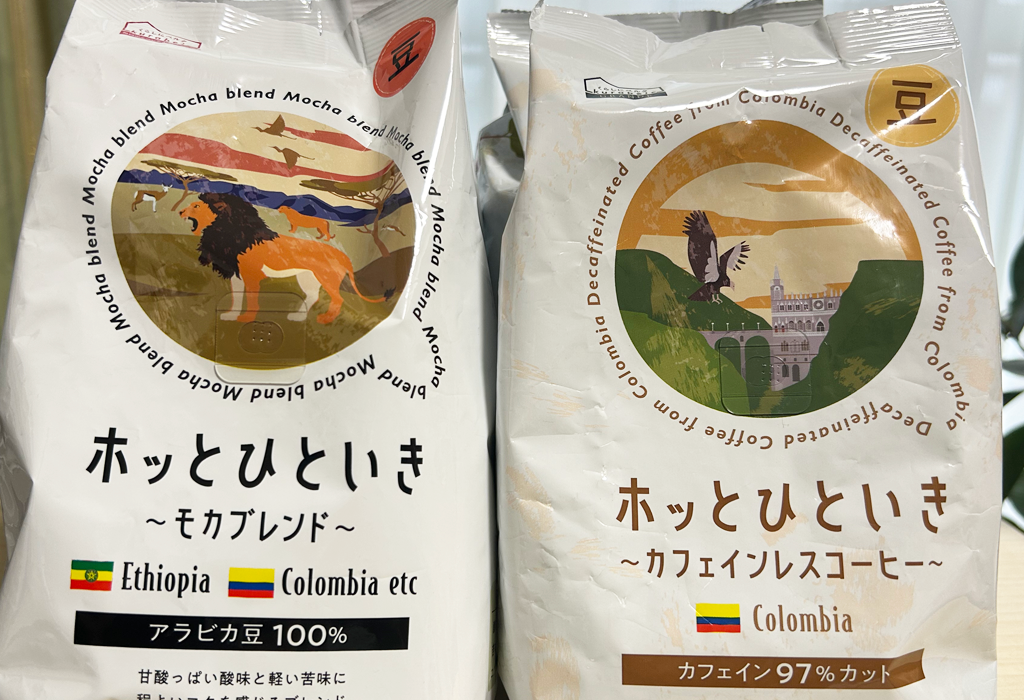 豆
Mocha blend Mocha blend Mocha blend Mocha blend Mocha blend Mocha blend Mocha blend Mocha blend
ホッとひといき
～モカブレンド～
Ethiopia Colombia etc
アラビカ豆 100%
甘酸っぱい酸味と軽い苦味に
豆
Decaffeinated Coffee from Colombia Decaffeinated Coffee from Colombia Decaffeinated Coffee from Colombia
ホッとひといき
～カフェインレスコーヒー～
Colombia
カフェイン97%カット